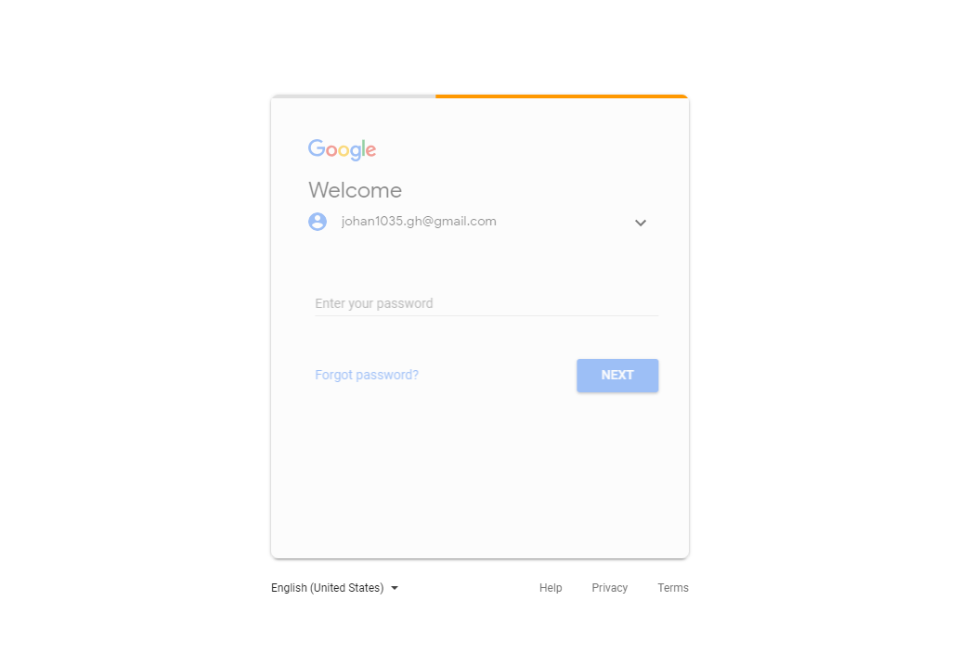 Google
Welcome
johan1035.gh@gmail.com
Enter your password
Forgot password? NEXT
English (United States) Help Privacy Terms